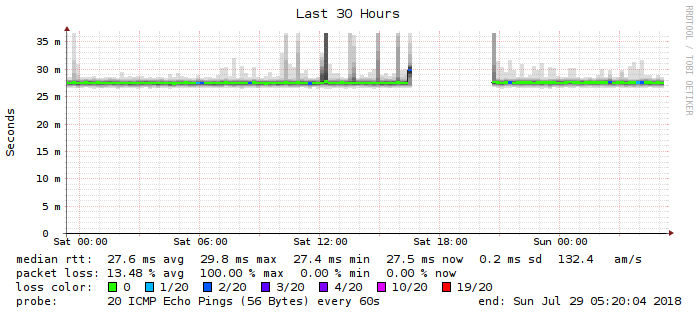 Last 30 Hours
RRDTOOL / TOBI OETIKER
Seconds
35 m
30 m
25 m
20 m
15 m
10 m
5 m
0
Sat 00:00 Sat 06:00 Sat 12:00 Sat 18:00 Sun 00:00
median rtt: 27.6 ms avg 29.8 ms max 27.4 ms min 27.5 ms now 0.2 ms sd 132.4 am/s
packet loss: 13.48 % avg 100.00 % max 0.00 % min 0.00 % now
loss color: 0 1/20 2/20 3/20 4/20 10/20 19/20
probe: 20 ICMP Echo Pings (56 Bytes) every 60s end: Sun Jul 29 05:20:04 2018